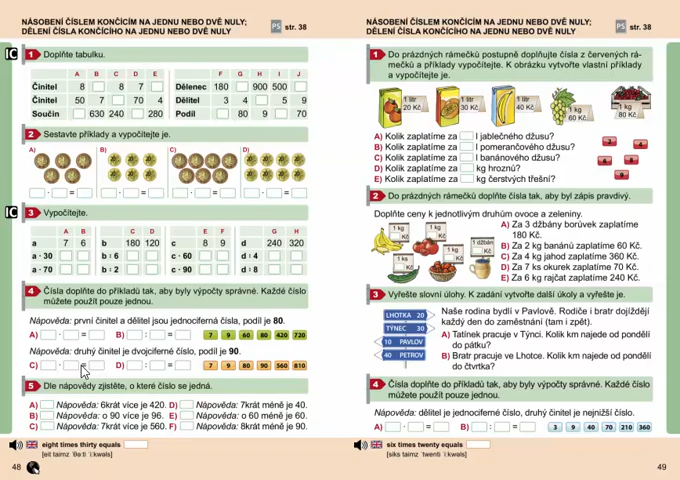 NÁSOBENÍ ČÍSLEM KONČÍCÍM NA JEDNU NEBO DVĚ NULY;
DĚLENÍ ČÍSLA KONČÍCÍHO NA JEDNU NEBO DVĚ NULY
PS str. 38
1 Doplňte tabulku.
A B C D E
Činitel 8 8 7
Činitel 50 7 70 4
Součin 630 240 280
F G H I J
Dělenec 180 900 500
Dělitel 3 4 5 9
Podíl 80 9 70
2 Sestavte příklady a vypočítejte je.
A) B) C) D)
· = · = · = · =
3 Vypočítejte.
A B
a 7 6
a · 30
a · 70
C D
b 180 120
b : 6
b : 2
E F
c 8 9
c · 60
c · 90
G H
d 240 320
d : 4
d : 8
4 Čísla doplňte do příkladů tak, aby byly výpočty správné. Každé číslo
můžete použít pouze jednou.
Nápověda: první činitel a dělitel jsou jednociferná čísla, podíl je 80.
A) · = B) : = 7 9 60 80 420 720
Nápověda: druhý činitel je dvojciferné číslo, podíl je 90.
C) · = D) : = 7 9 80 90 560 810
5 Dle nápovědy zjistěte, o které číslo se jedná.
A) Nápověda: 6krát více je 420. D) Nápověda: 7krát méně je 40.
B) Nápověda: o 90 více je 96. E) Nápověda: o 60 méně je 60.
C) Nápověda: 7krát více je 560. F) Nápověda: 8krát méně je 90.
eight times thirty equals
[eit taimz ˈθəːti ˈiːkwəls]
48
NÁSOBENÍ ČÍSLEM KONČÍCÍM NA JEDNU NEBO DVĚ NULY;
DĚLENÍ ČÍSLA KONČÍCÍHO NA JEDNU NEBO DVĚ NULY
PS str. 38
1 Do prázdných rámečků postupně doplňujte čísla z červených rá-
mečků a příklady vypočítejte. K obrázku vytvořte vlastní příklady
a vypočítejte je.
1 litr 20 Kč
1 litr 30 Kč
1 litr 40 Kč
1 kg 60 Kč
1 kg 80 Kč
A) Kolik zaplatíme za l jablečného džusu?
B) Kolik zaplatíme za l pomerančového džusu?
C) Kolik zaplatíme za l banánového džusu?
D) Kolik zaplatíme za kg hroznů?
E) Kolik zaplatíme za kg čerstvých třešní?
2 Do prázdných rámečků doplňte čísla tak, aby byl zápis pravdivý.
Doplňte ceny k jednotlivým druhům ovoce a zeleniny.
1 kg Kč
1 kg Kč
1 kg Kč
1 džbán Kč
1 ks Kč
A) Za 3 džbány borůvek zaplatíme
180 Kč.
B) Za 2 kg banánů zaplatíme 60 Kč.
C) Za 4 kg jahod zaplatíme 360 Kč.
D) Za 7 ks okurek zaplatíme 70 Kč.
E) Za 6 kg rajčat zaplatíme 240 Kč.
3 Vyřešte slovní úlohy. K zadání vytvořte další úkoly a vyřešte je.
LHOTKA 20
TÝNEC 30
10 PAVLOV
40 PETROV
Naše rodina bydlí v Pavlově. Rodiče i bratr dojíždějí
každý den do zaměstnání (tam i zpět).
A) Tatínek pracuje v Týnci. Kolik km najede od pondělí
do pátku?
B) Bratr pracuje ve Lhotce. Kolik km najede od pondělí
do čtvrtka?
4 Čísla doplňte do příkladů tak, aby byly výpočty správné. Každé číslo
můžete použít pouze jednou.
Nápověda: dělitel je jednociferné číslo, druhý činitel je nejnižší číslo.
A) · = B) : = 3 9 40 70 210 360
six times twenty equals
[siks taimz ˈtwenti ˈiːkwəls]
49